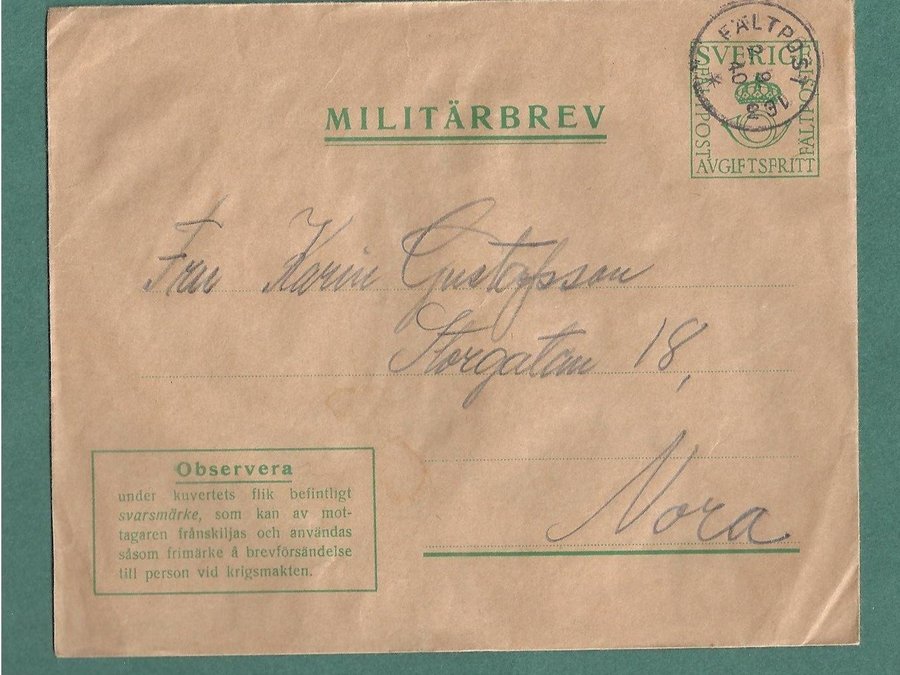 MILITÄRBREV
FÄLTPOST
SVERIGE
FÄLTPOST
FÄLTPOST
AVGIFTSFRITT
Fru Karin Gustafsson
Storgatan 18,
Nora
Observera
under kuvertets flik befintligt
svarsmärke, som kan av mot-
tagaren frånskiljas och användas
såsom frimärke å brevförsändelse
till person vid krigsmakten.